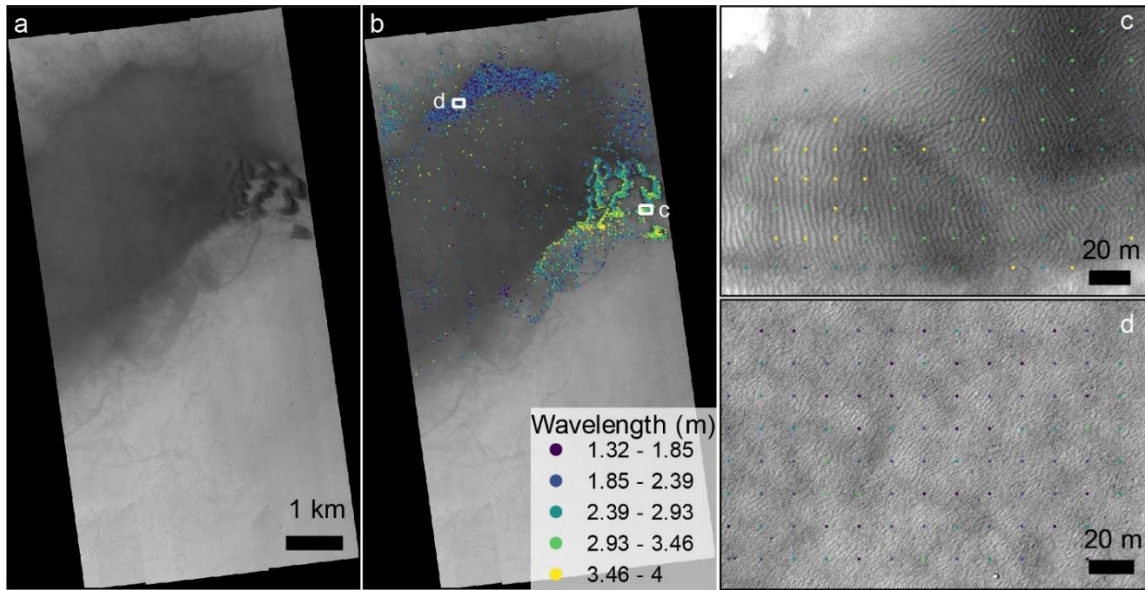 a
1 km
b
d
c
Wavelength (m)
1.32 - 1.85
1.85 - 2.39
2.39 - 2.93
2.93 - 3.46
3.46 - 4
c
20 m
d
20 m